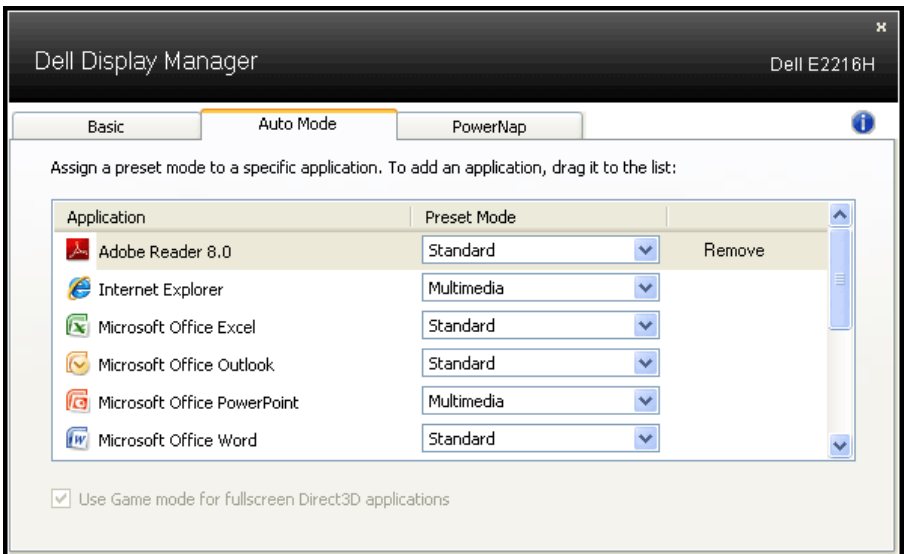 x
Dell Display Manager
Dell E2216H
Basic Auto Mode PowerNap
Assign a preset mode to a specific application. To add an application, drag it to the list:
Application Preset Mode
Adobe Reader 8.0 Standard Remove
Internet Explorer Multimedia
Microsoft Office Excel Standard
Microsoft Office Outlook Standard
Microsoft Office PowerPoint Multimedia
Microsoft Office Word Standard
Use Game mode for fullscreen Direct3D applications